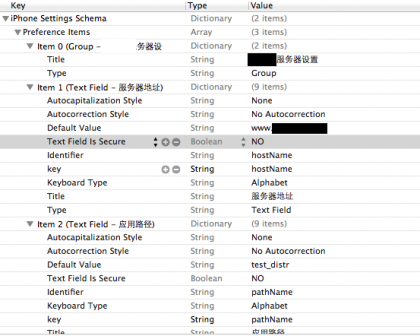 Key Type Value
iPhone Settings Schema Dictionary (2 items)
Preference Items Array (3 items)
Item 0 (Group - 务器设 Dictionary (2 items)
Title String 服务器设置
Type String Group
Item 1 (Text Field - 服务器地址) Dictionary (9 items)
Autocapitalization Style String None
Autocorrection Style String No Autocorrection
Default Value String www.
Text Field Is Secure Boolean NO
Identifier String hostName
key String hostName
Keyboard Type String Alphabet
Title String 服务器地址
Type String Text Field
Item 2 (Text Field - 应用路径) Dictionary (9 items)
Autocapitalization Style String None
Autocorrection Style String No Autocorrection
Default Value String test_distr
Text Field Is Secure Boolean NO
Identifier String pathName
Keyboard Type String Alphabet
key String pathName
Title String 应用路径